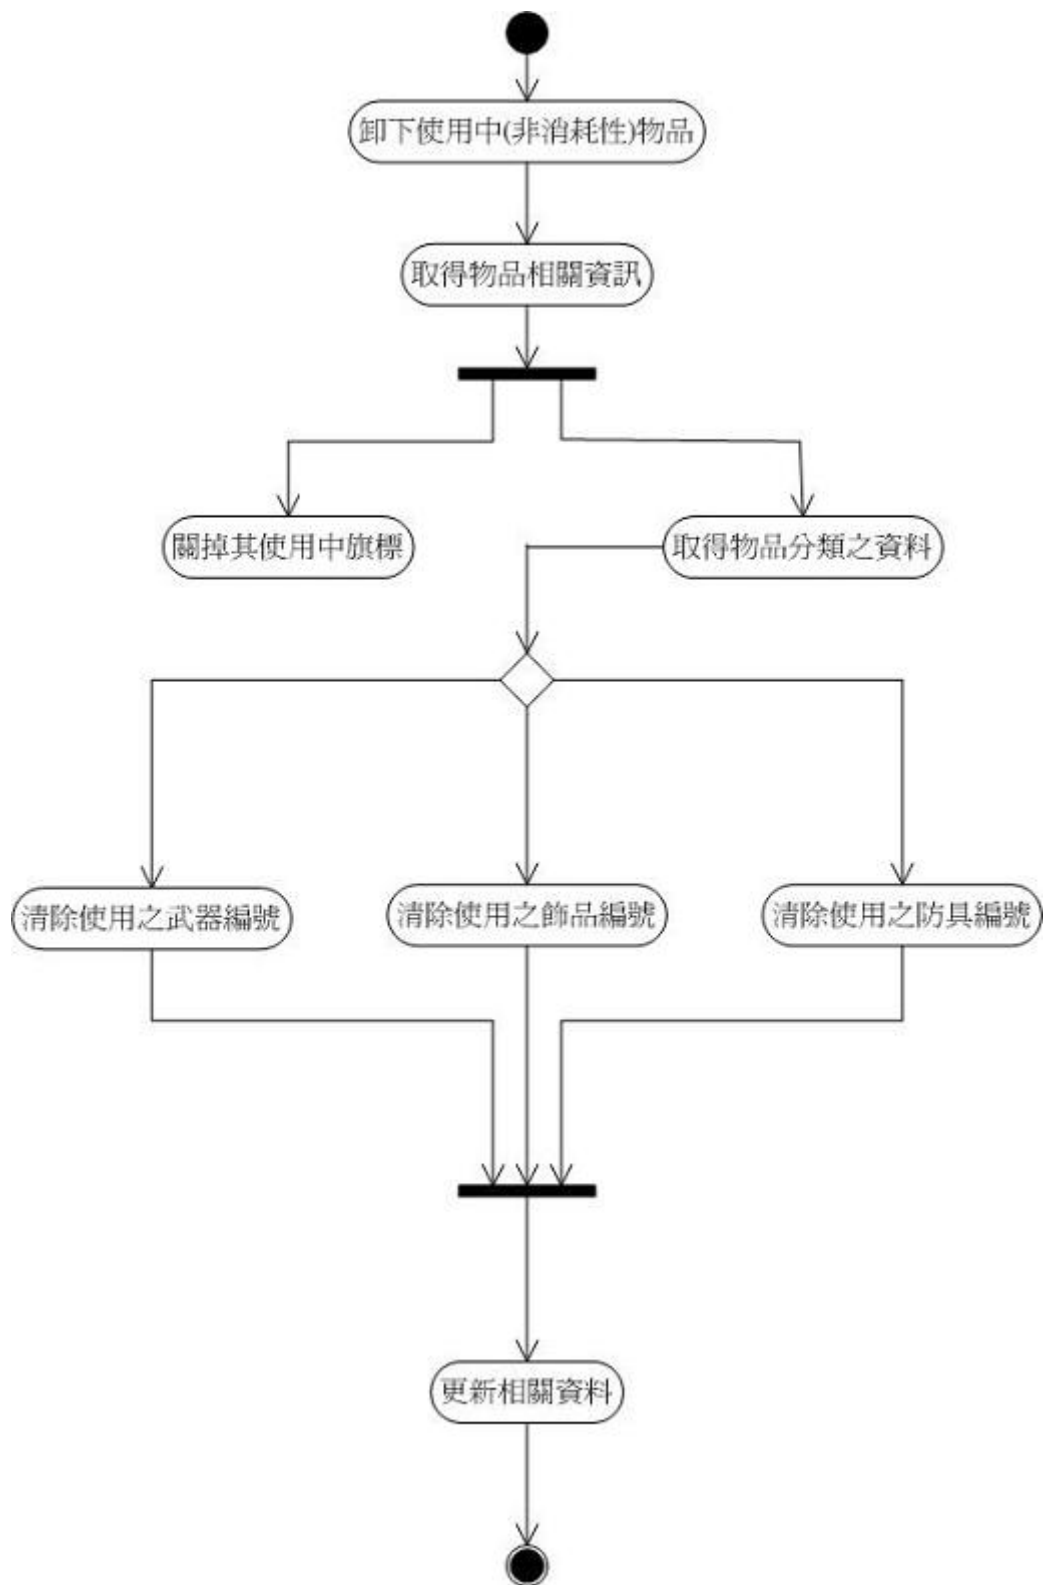 卸下使用中(非消耗性)物品
取得物品相關資訊
關掉其使用中旗標
取得物品分類之資料
清除使用之武器編號
清除使用之飾品編號
清除使用之防具編號
更新相關資料